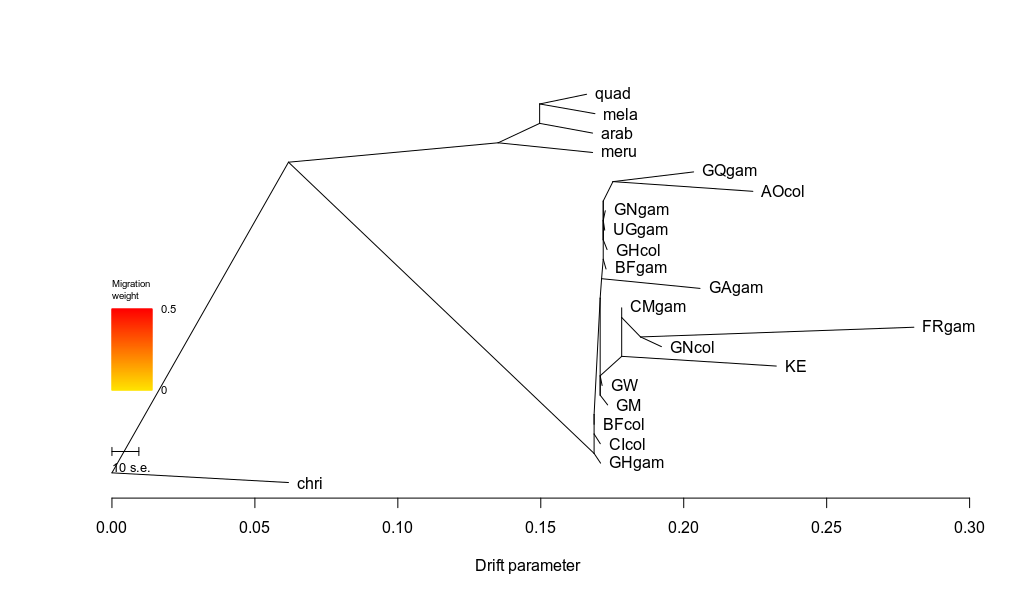 quad
mela
arab
meru
GQgam
AOcol
GNgam
UGgam
GHcol
BFgam
GAgam
CMgam
FRgam
GNcol
KE
GW
GM
BFcol
CIcol
GHgam
chri
Migration
weight
0.5
0
10 s.e.
0.00 0.05 0.10 0.15 0.20 0.25 0.30
Drift parameter